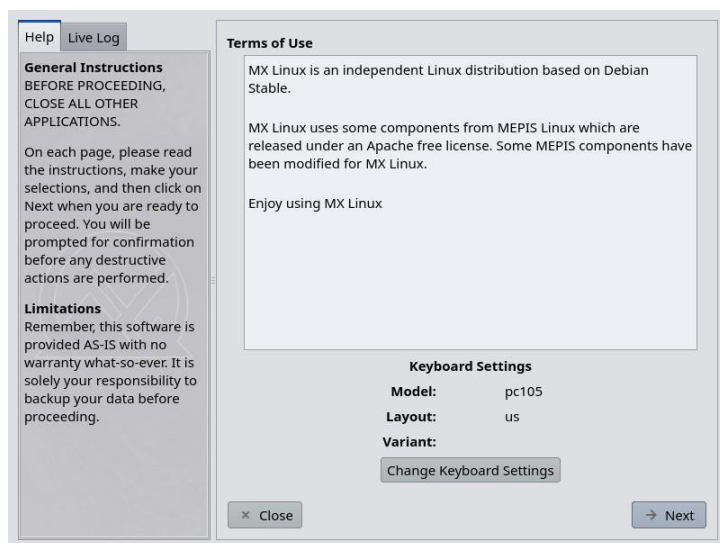 Help
Live Log
General Instructions
BEFORE PROCEEDING,
CLOSE ALL OTHER
APPLICATIONS.
On each page, please read
the instructions, make your
selections, and then click on
Next when you are ready to
proceed. You will be
prompted for confirmation
before any destructive
actions are performed.
Limitations
Remember, this software is
provided AS-IS with no
warranty what-so-ever. It is
solely your responsibility to
backup your data before
proceeding.
Terms of Use
MX Linux is an independent Linux distribution based on Debian
Stable.
MX Linux uses some components from MEPIS Linux which are
released under an Apache free license. Some MEPIS components have
been modified for MX Linux.
Enjoy using MX Linux
Keyboard Settings
Model: pc105
Layout: us
Variant:
Change Keyboard Settings
Close
Next